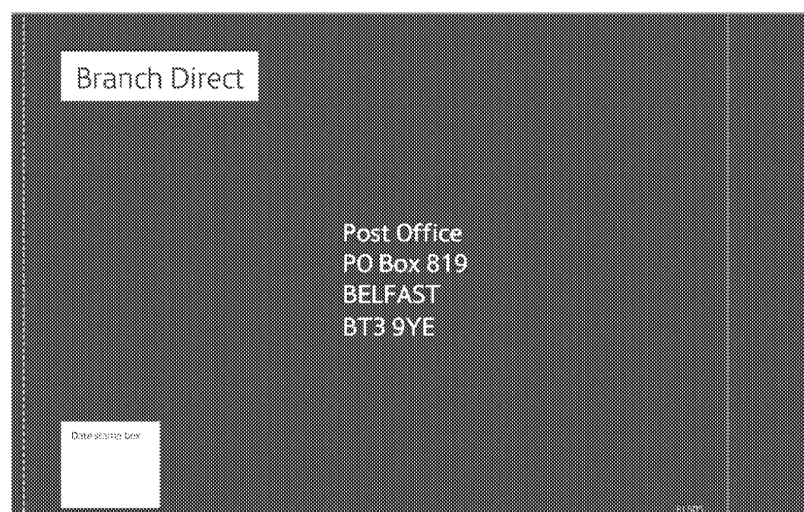 Branch Direct
Post Office
PO Box 819
BELFAST
BT3 9YE
Date stamp box